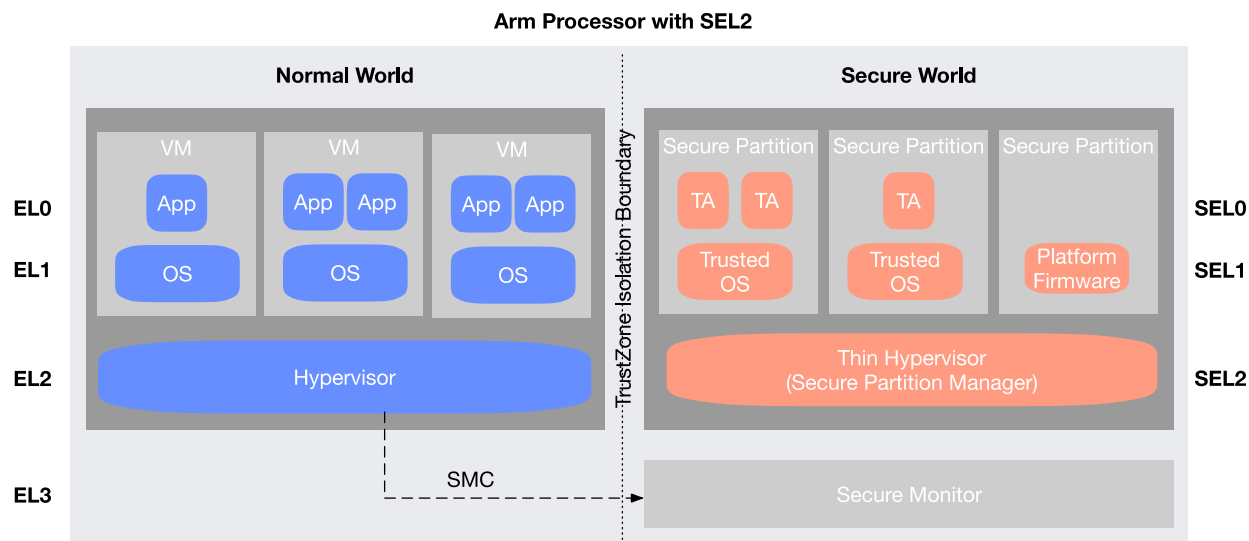 Arm Processor with SEL2
Normal World
Secure World
VM
VM
VM
Secure Partition
Secure Partition
Secure Partition
EL0
App
App
App
App
App
TA
TA
TA
SEL0
EL1
OS
OS
OS
Trusted
OS
Trusted
OS
Platform
Firmware
SEL1
TrustZone Isolation Boundary
EL2
Hypervisor
Thin Hypervisor
(Secure Partition Manager)
SEL2
SMC
EL3
Secure Monitor